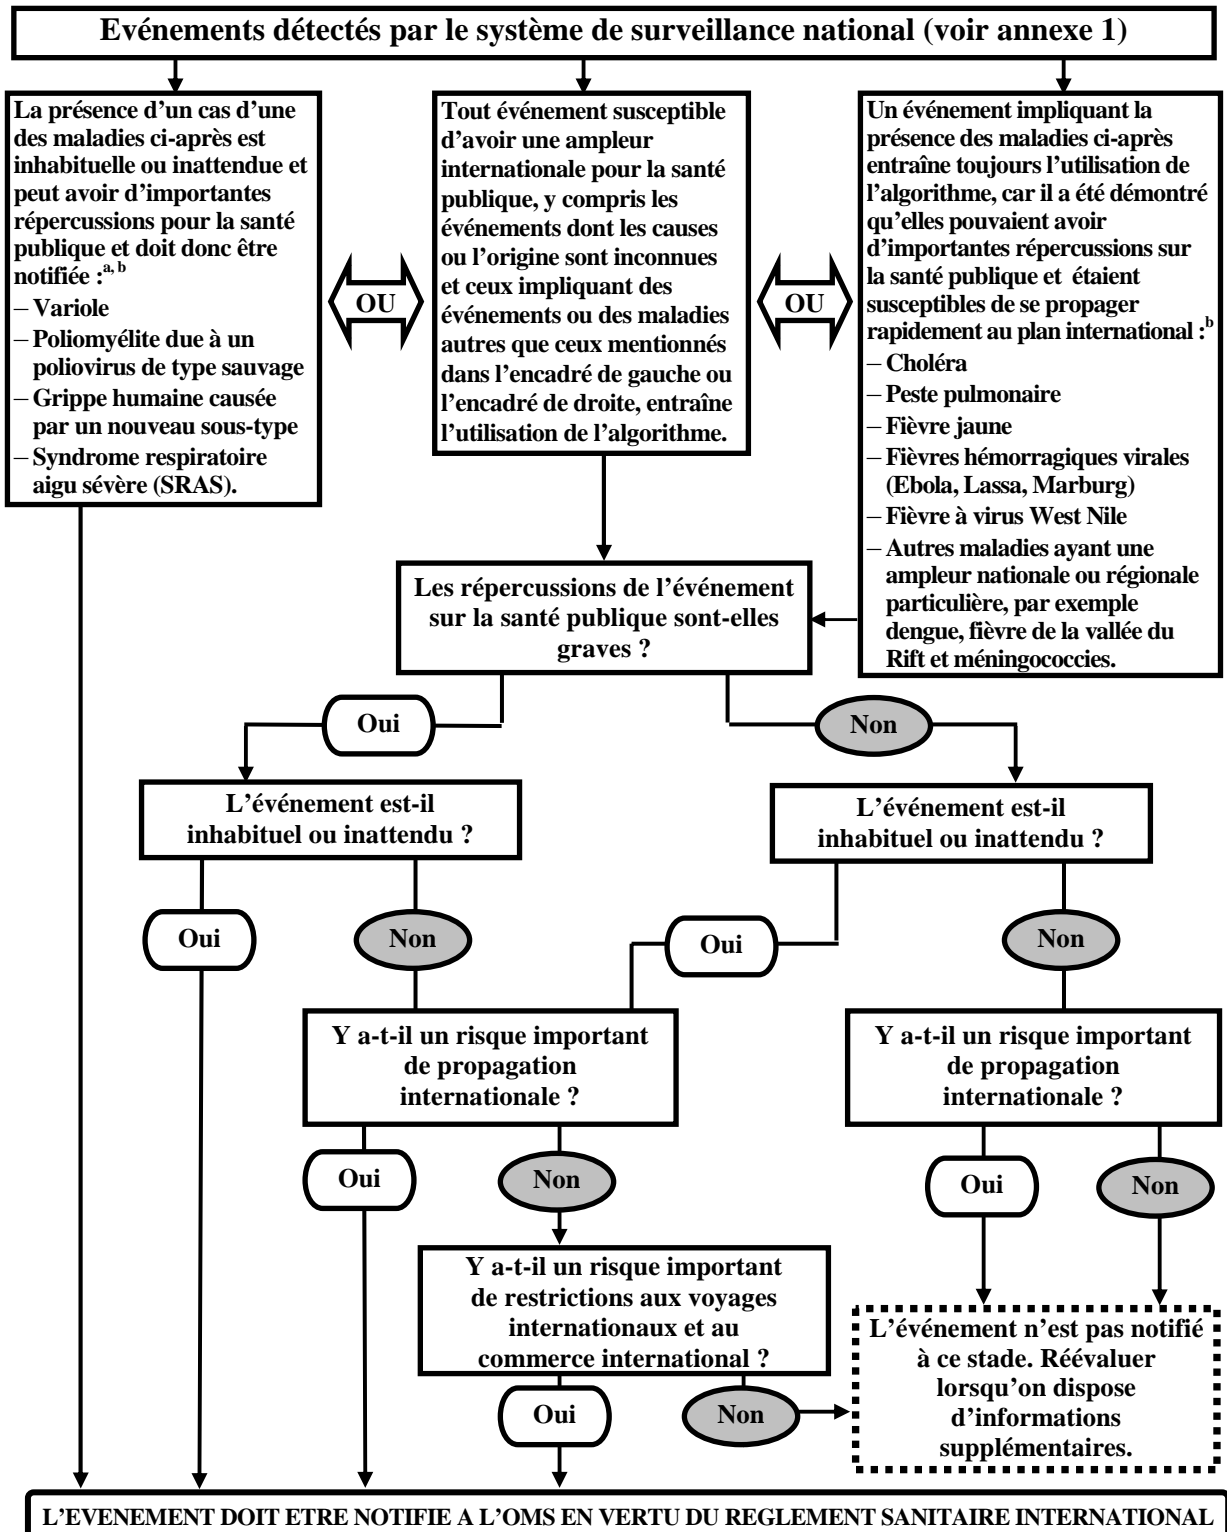 Evénements détectés par le système de surveillance national (voir annexe 1)
La présence d’un cas d’une
des maladies ci-après est
inhabituelle ou inattendue et
peut avoir d’importantes
répercussions pour la santé
publique et doit donc être
notifiée :a, b
– Variole
– Poliomyélite due à un
poliovirus de type sauvage
– Grippe humaine causée
par un nouveau sous-type
– Syndrome respiratoire
aigu sévère (SRAS).
OU
Tout événement susceptible
d’avoir une ampleur
internationale pour la santé
publique, y compris les
événements dont les causes
ou l’origine sont inconnues
et ceux impliquant des
événements ou des maladies
autres que ceux mentionnés
dans l’encadré de gauche ou
l’encadré de droite, entraîne
l’utilisation de l’algorithme.
OU
Un événement impliquant la
présence des maladies ci-après
entraîne toujours l’utilisation de
l’algorithme, car il a été démontré
qu’elles pouvaient avoir
d’importantes répercussions sur
la santé publique et étaient
susceptibles de se propager
rapidement au plan international :b
– Choléra
– Peste pulmonaire
– Fièvre jaune
– Fièvres hémorragiques virales
(Ebola, Lassa, Marburg)
– Fièvre à virus West Nile
– Autres maladies ayant une
ampleur nationale ou régionale
particulière, par exemple
dengue, fièvre de la vallée du
Rift et méningococcies.
Les répercussions de l’événement
sur la santé publique sont-elles
graves ?
Oui
Non
L’événement est-il
inhabituel ou inattendu ?
L’événement est-il
inhabituel ou inattendu ?
Oui
Non
Oui
Non
Y a-t-il un risque important
de propagation
internationale ?
Y a-t-il un risque important
de propagation
internationale ?
Oui
Non
Oui
Non
Y a-t-il un risque important
de restrictions aux voyages
internationaux et au
commerce international ?
L’événement n’est pas notifié
à ce stade. Réévaluer
lorsqu’on dispose
d’informations
supplémentaires.
Oui
Non
L’EVENEMENT DOIT ETRE NOTIFIE A L’OMS EN VERTU DU REGLEMENT SANITAIRE INTERNATIONAL